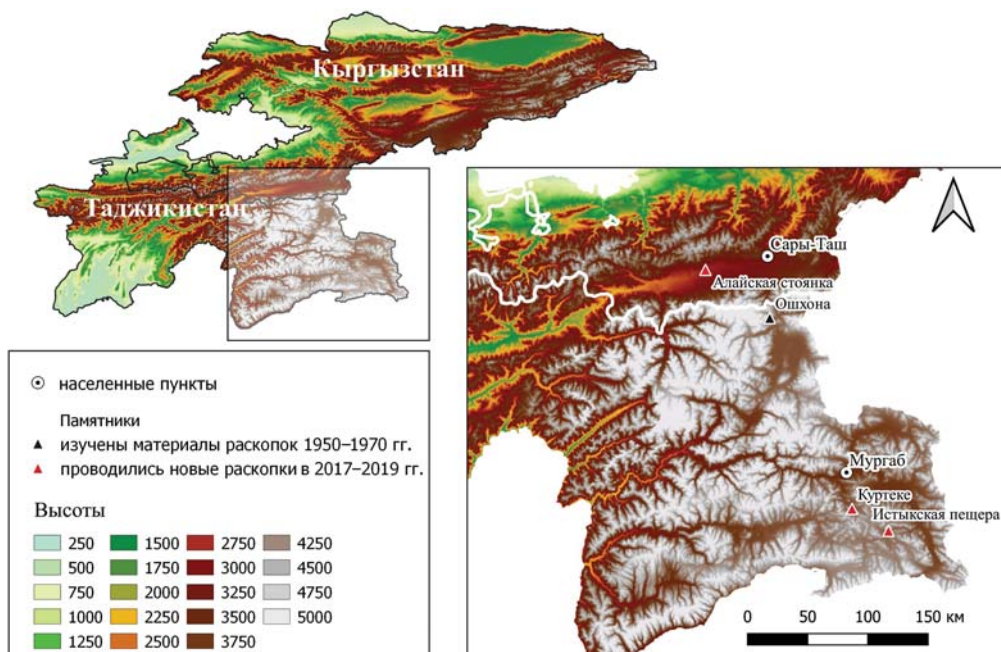 Кыргызстан
Таджикистан
Сары-Таш
Алайская стоянка
Ошхона
Мургаб
Куртеке
Истыкская пещера
0 50 100 150 км
населенные пункты
Памятники
изучены материалы раскопок 1950–1970 гг.
проводились новые раскопки в 2017–2019 гг.
Высоты
250 1500 2750 4250
500 1750 3000 4500
750 2000 3250 4750
1000 2250 3500 5000
1250 2500 3750